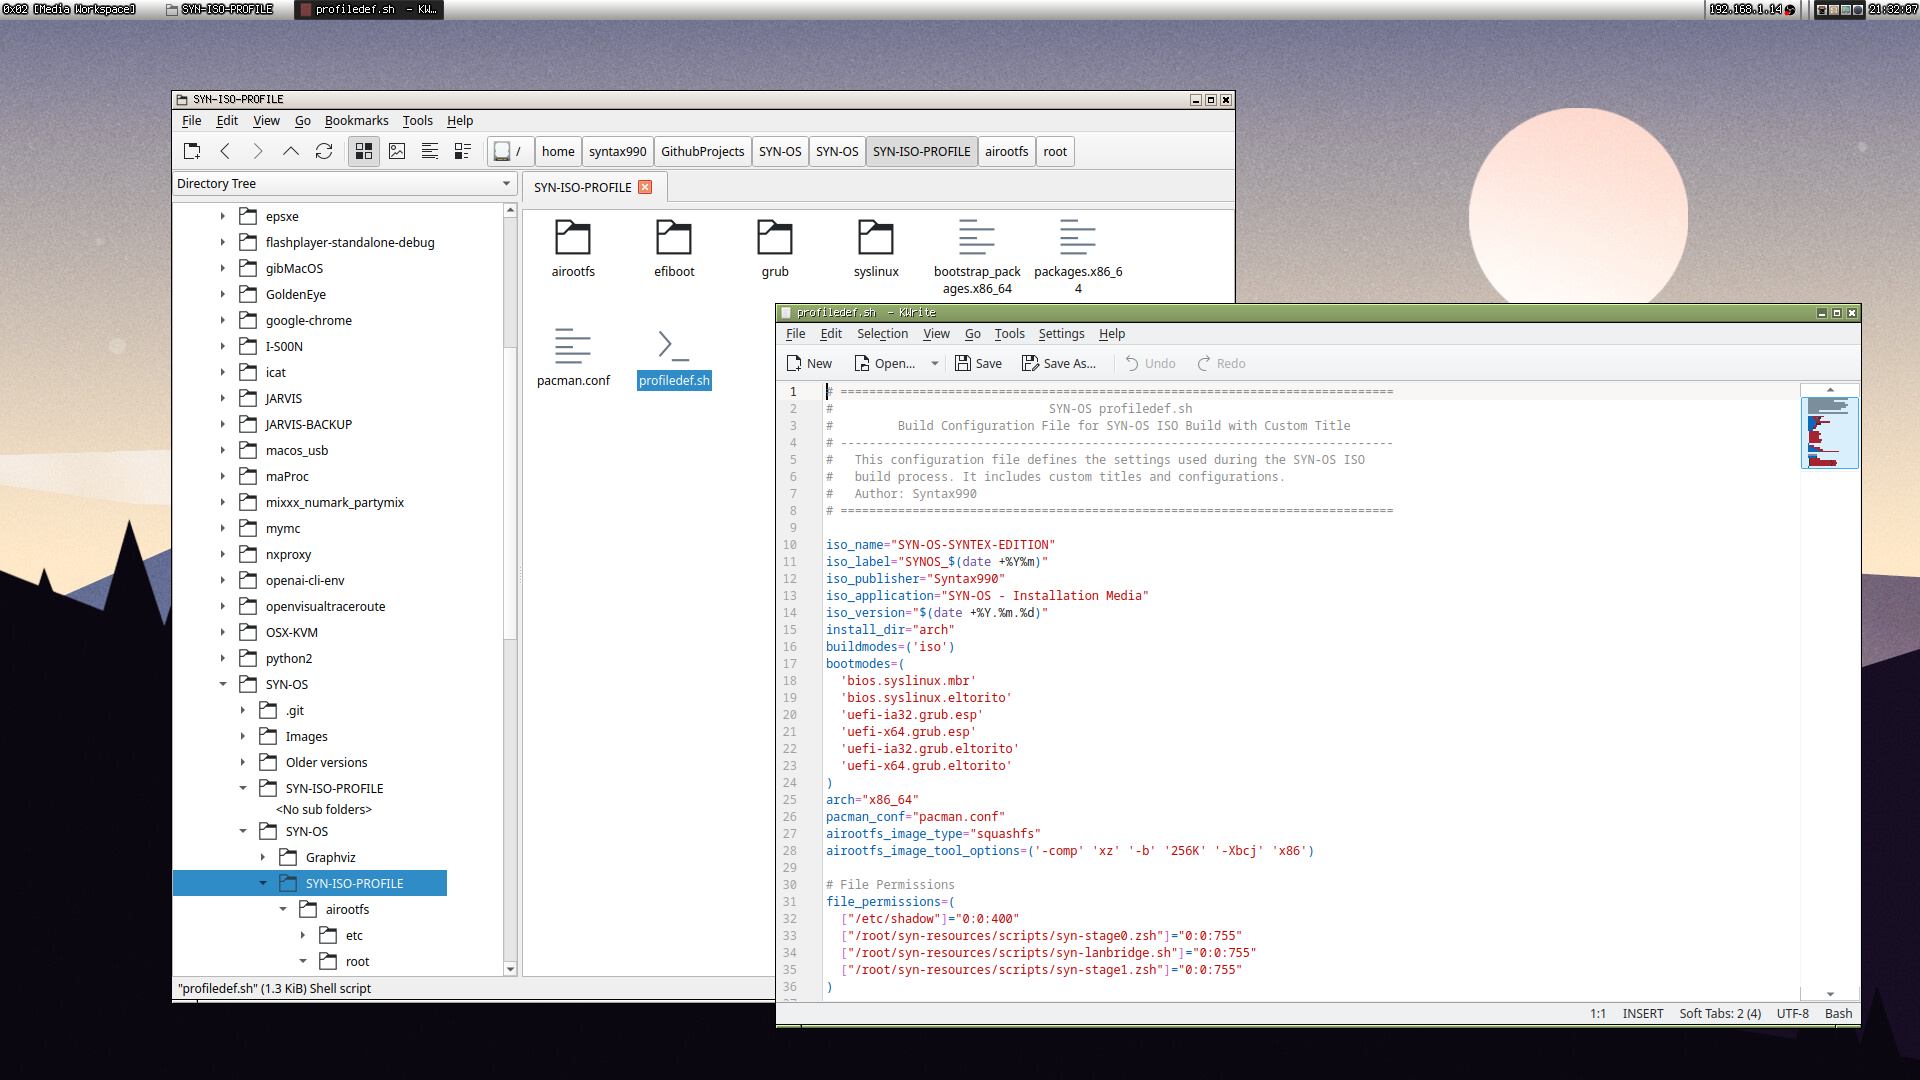 0x02 [Media Workspace]
SYN-ISO-PROFILE
profiledef.sh  - KW…
192.168.1.14
21:32:07
SYN-ISO-PROFILE
File Edit View Go Bookmarks Tools Help
/ home syntax990 GithubProjects SYN-OS SYN-OS SYN-ISO-PROFILE airootfs root
Directory Tree
epsxe
flashplayer-standalone-debug
gibMacOS
GoldenEye
google-chrome
I-S00N
icat
JARVIS
JARVIS-BACKUP
macos_usb
maProc
mixxx_numark_partymix
mymc
nxproxy
openai-cli-env
openvisualtraceroute
OSX-KVM
python2
SYN-OS
.git
Images
Older versions
SYN-ISO-PROFILE
<No sub folders>
SYN-OS
Graphviz
SYN-ISO-PROFILE
airootfs
etc
root
SYN-ISO-PROFILE
airootfs
efiboot
grub
syslinux
bootstrap_pack
ages.x86_64
packages.x86_6
4
pacman.conf
profiledef.sh
"profiledef.sh" (1.3 KiB) Shell script
profiledef.sh  - KWrite
File Edit Selection View Go Tools Settings Help
New Open... Save Save As... Undo Redo
1 # =============================================================================
2 #                              SYN-OS profiledef.sh
3 #         Build Configuration File for SYN-OS ISO Build with Custom Title
4 # -----------------------------------------------------------------------------
5 #   This configuration file defines the settings used during the SYN-OS ISO
6 #   build process. It includes custom titles and configurations.
7 #   Author: Syntax990
8 # =============================================================================
9
10 iso_name="SYN-OS-SYNTEX-EDITION"
11 iso_label="SYNOS_$(date +%Y%m)"
12 iso_publisher="Syntax990"
13 iso_application="SYN-OS - Installation Media"
14 iso_version="$(date +%Y.%m.%d)"
15 install_dir="arch"
16 buildmodes=('iso')
17 bootmodes=(
18   'bios.syslinux.mbr'
19   'bios.syslinux.eltorito'
20   'uefi-ia32.grub.esp'
21   'uefi-x64.grub.esp'
22   'uefi-ia32.grub.eltorito'
23   'uefi-x64.grub.eltorito'
24 )
25 arch="x86_64"
26 pacman_conf="pacman.conf"
27 airootfs_image_type="squashfs"
28 airootfs_image_tool_options=('-comp' 'xz' '-b' '256K' '-Xbcj' 'x86')
29
30 # File Permissions
31 file_permissions=(
32   ["/etc/shadow"]="0:0:400"
33   ["/root/syn-resources/scripts/syn-stage0.zsh"]="0:0:755"
34   ["/root/syn-resources/scripts/syn-lanbridge.sh"]="0:0:755"
35   ["/root/syn-resources/scripts/syn-stage1.zsh"]="0:0:755"
36 )
1:1 INSERT Soft Tabs: 2 (4) UTF-8 Bash